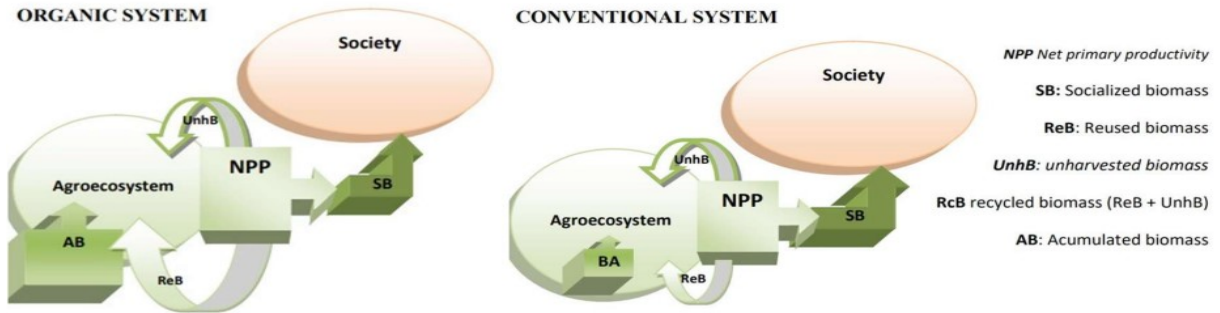 ORGANIC SYSTEM
Society
UnhB
NPP
Agroecosystem
SB
AB
ReB
CONVENTIONAL SYSTEM
Society
UnhB
NPP
Agroecosystem
SB
BA
ReB
NPP Net primary productivity
SB: Socialized biomass
ReB: Reused biomass
UnhB: unharvested biomass
RcB recycled biomass (ReB + UnhB)
AB: Acumulated biomass